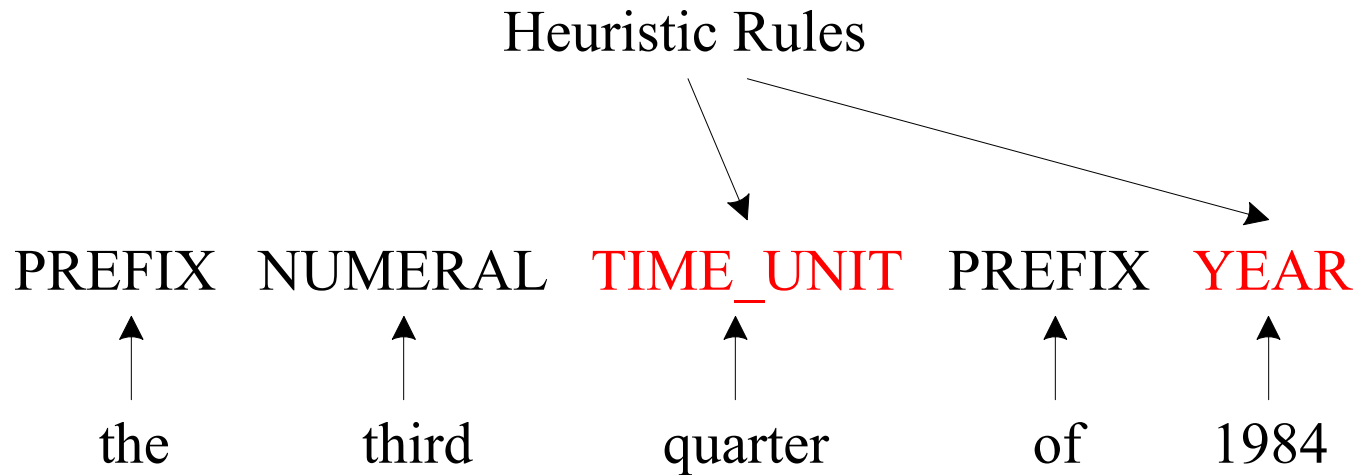 Heuristic Rules
PREFIX NUMERAL TIME_UNIT PREFIX YEAR
the third quarter of 1984